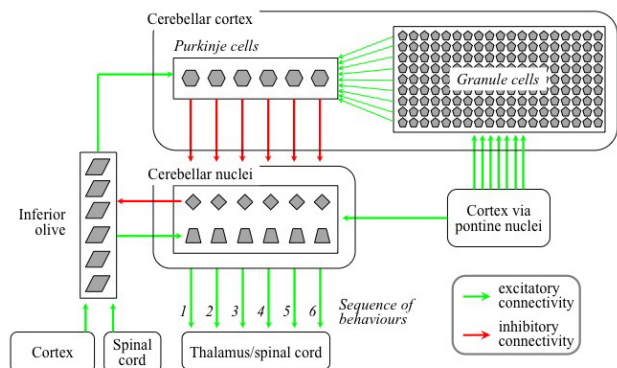 Cerebellar cortex
Purkinje cells
Granule cells
Cerebellar nuclei
Inferior
olive
Cortex via
pontine nuclei
1 2 3 4 5 6
Sequence of
behaviours
excitatory
connectivity
inhibitory
connectivity
Cortex
Spinal
cord
Thalamus/spinal cord